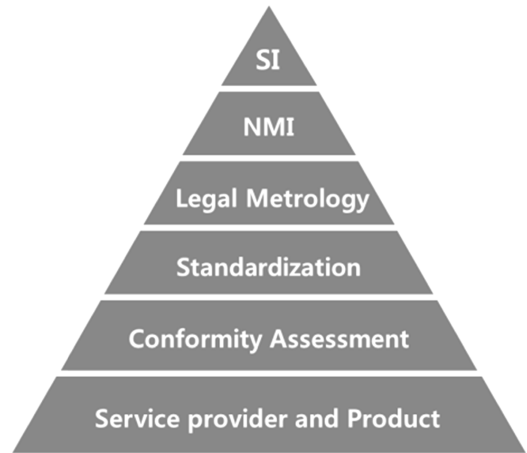 SI
NMI
Legal Metrology
Standardization
Conformity Assessment
Service provider and Product